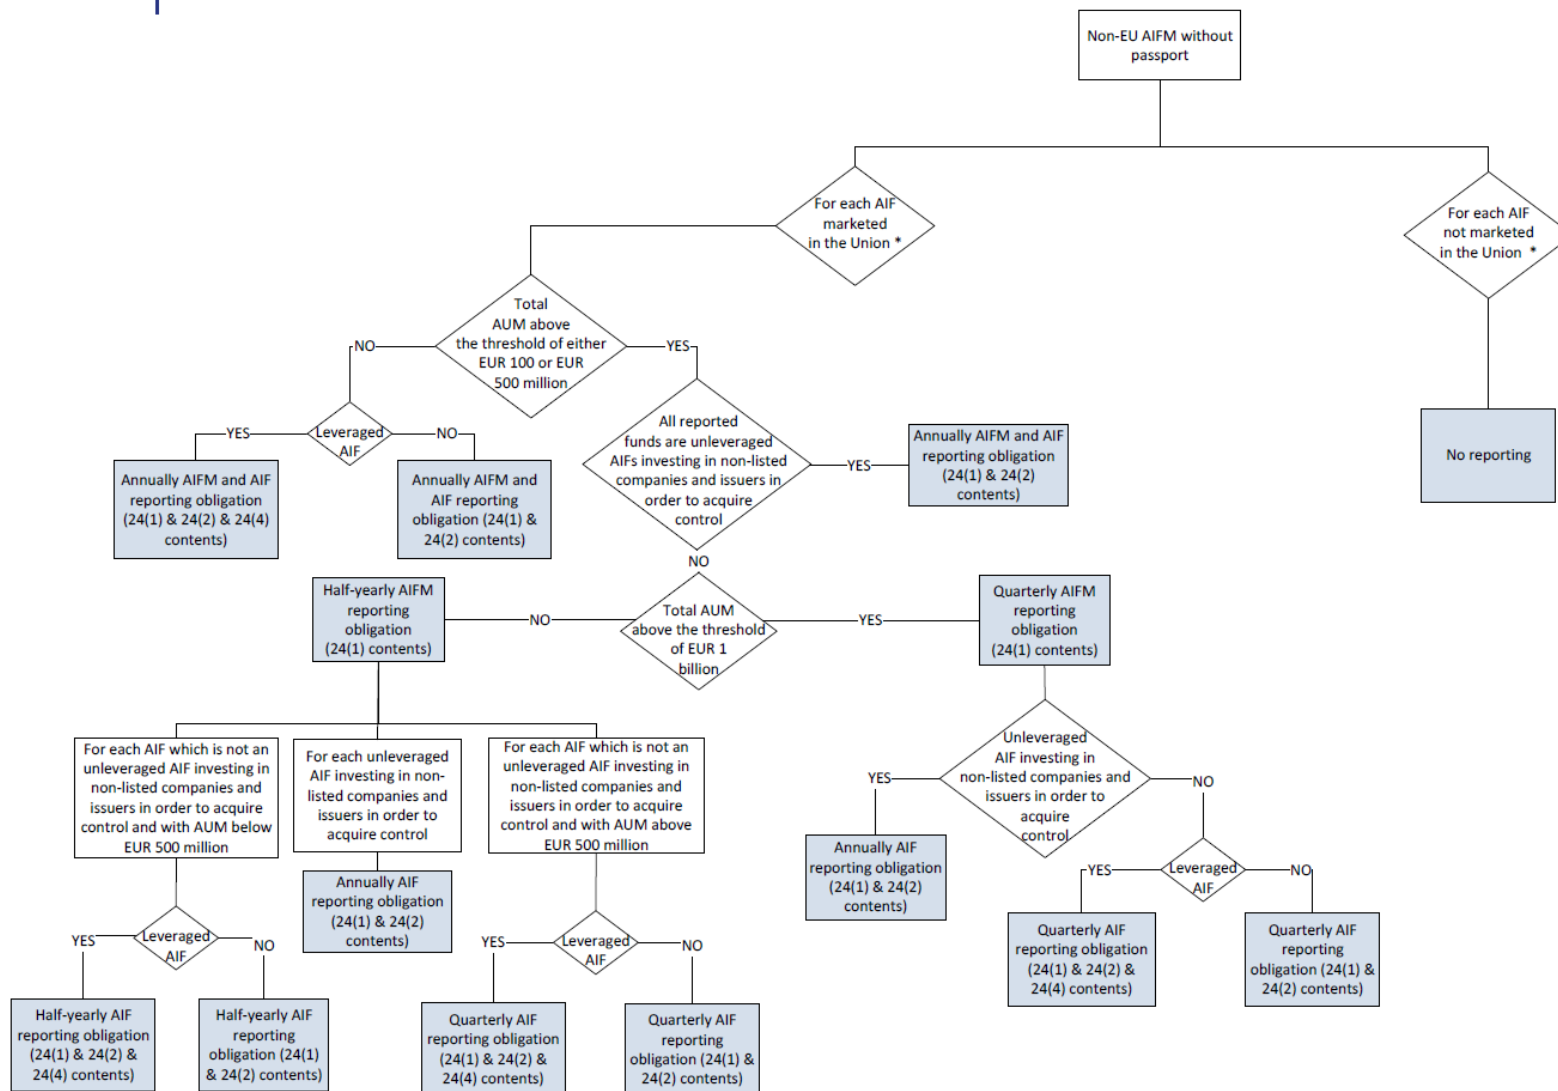 Non-EU AIFM without
passport
For each AIF
marketed
in the Union *
For each AIF
not marketed
in the Union *
Total
AUM above
the threshold of either
EUR 100 or EUR
500 million
NO
YES
Leveraged
AIF
YES
NO
All reported
funds are unleveraged
AIFs investing in non-listed
companies and issuers in
order to acquire
control
YES
Annually AIFM and AIF
reporting obligation
(24(1) & 24(2)
contents)
No reporting
Annually AIFM and AIF
reporting obligation
(24(1) & 24(2) & 24(4)
contents)
Annually AIFM and
AIF reporting
obligation (24(1) &
24(2) contents)
NO
Half-yearly AIFM
reporting
obligation
(24(1) contents)
NO
Total AUM
above the threshold
of EUR 1
billion
YES
Quarterly AIFM
reporting
obligation
(24(1) contents)
For each AIF which is not an
unleveraged AIF investing in
non-listed companies and
issuers in order to acquire
control and with AUM below
EUR 500 million
For each unleveraged
AIF investing in non-
listed companies and
issuers in order to
acquire control
For each AIF which is not an
unleveraged AIF investing in
non-listed companies and
issuers in order to acquire
control and with AUM above
EUR 500 million
Unleveraged
AIF investing in
non-listed companies and
issuers in order to
acquire
control
YES
NO
Annually AIF
reporting obligation
(24(1) & 24(2)
contents)
Annually AIF
reporting obligation
(24(1) & 24(2)
contents)
YES
Leveraged
AIF
NO
YES
Leveraged
AIF
NO
YES
Leveraged
AIF
NO
Quarterly AIF
reporting obligation
(24(1) & 24(2) &
24(4) contents)
Quarterly AIF
reporting
obligation (24(1) &
24(2) contents)
Half-yearly AIF
reporting obligation
(24(1) & 24(2) &
24(4) contents)
Half-yearly AIF
reporting
obligation (24(1)
& 24(2) contents)
Quarterly AIF
reporting obligation
(24(1) & 24(2) &
24(4) contents)
Quarterly AIF
reporting
obligation (24(1) &
24(2) contents)